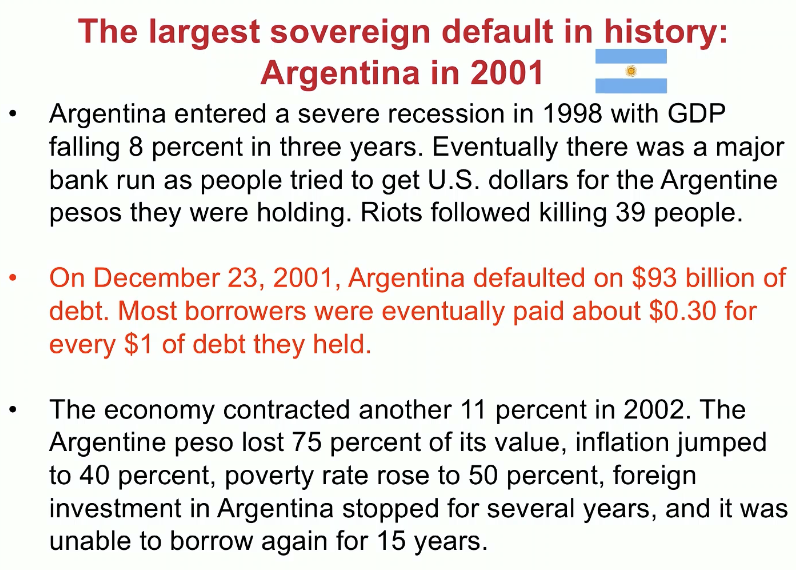 The largest sovereign default in history:
Argentina in 2001
• Argentina entered a severe recession in 1998 with GDP
falling 8 percent in three years. Eventually there was a major
bank run as people tried to get U.S. dollars for the Argentine
pesos they were holding. Riots followed killing 39 people.
• On December 23, 2001, Argentina defaulted on $93 billion of
debt. Most borrowers were eventually paid about $0.30 for
every $1 of debt they held.
• The economy contracted another 11 percent in 2002. The
Argentine peso lost 75 percent of its value, inflation jumped
to 40 percent, poverty rate rose to 50 percent, foreign
investment in Argentina stopped for several years, and it was
unable to borrow again for 15 years.